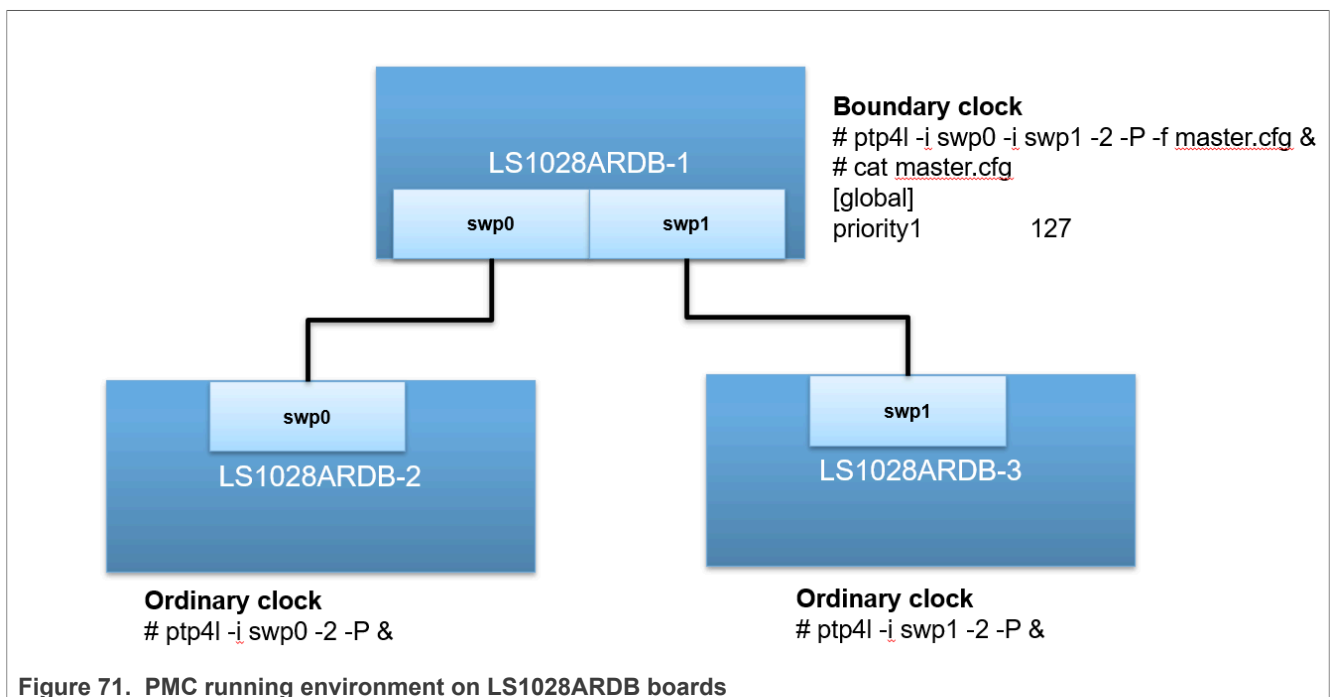 LS1028ARDB-1
swp0
swp1
Boundary clock
# ptp4l -i swp0 -i swp1 -2 -P -f master.cfg &
# cat master.cfg
[global]
priority1 127
swp0
LS1028ARDB-2
swp1
LS1028ARDB-3
Ordinary clock
# ptp4l -i swp0 -2 -P &
Ordinary clock
# ptp4l -i swp1 -2 -P &
Figure 71. PMC running environment on LS1028ARDB boards